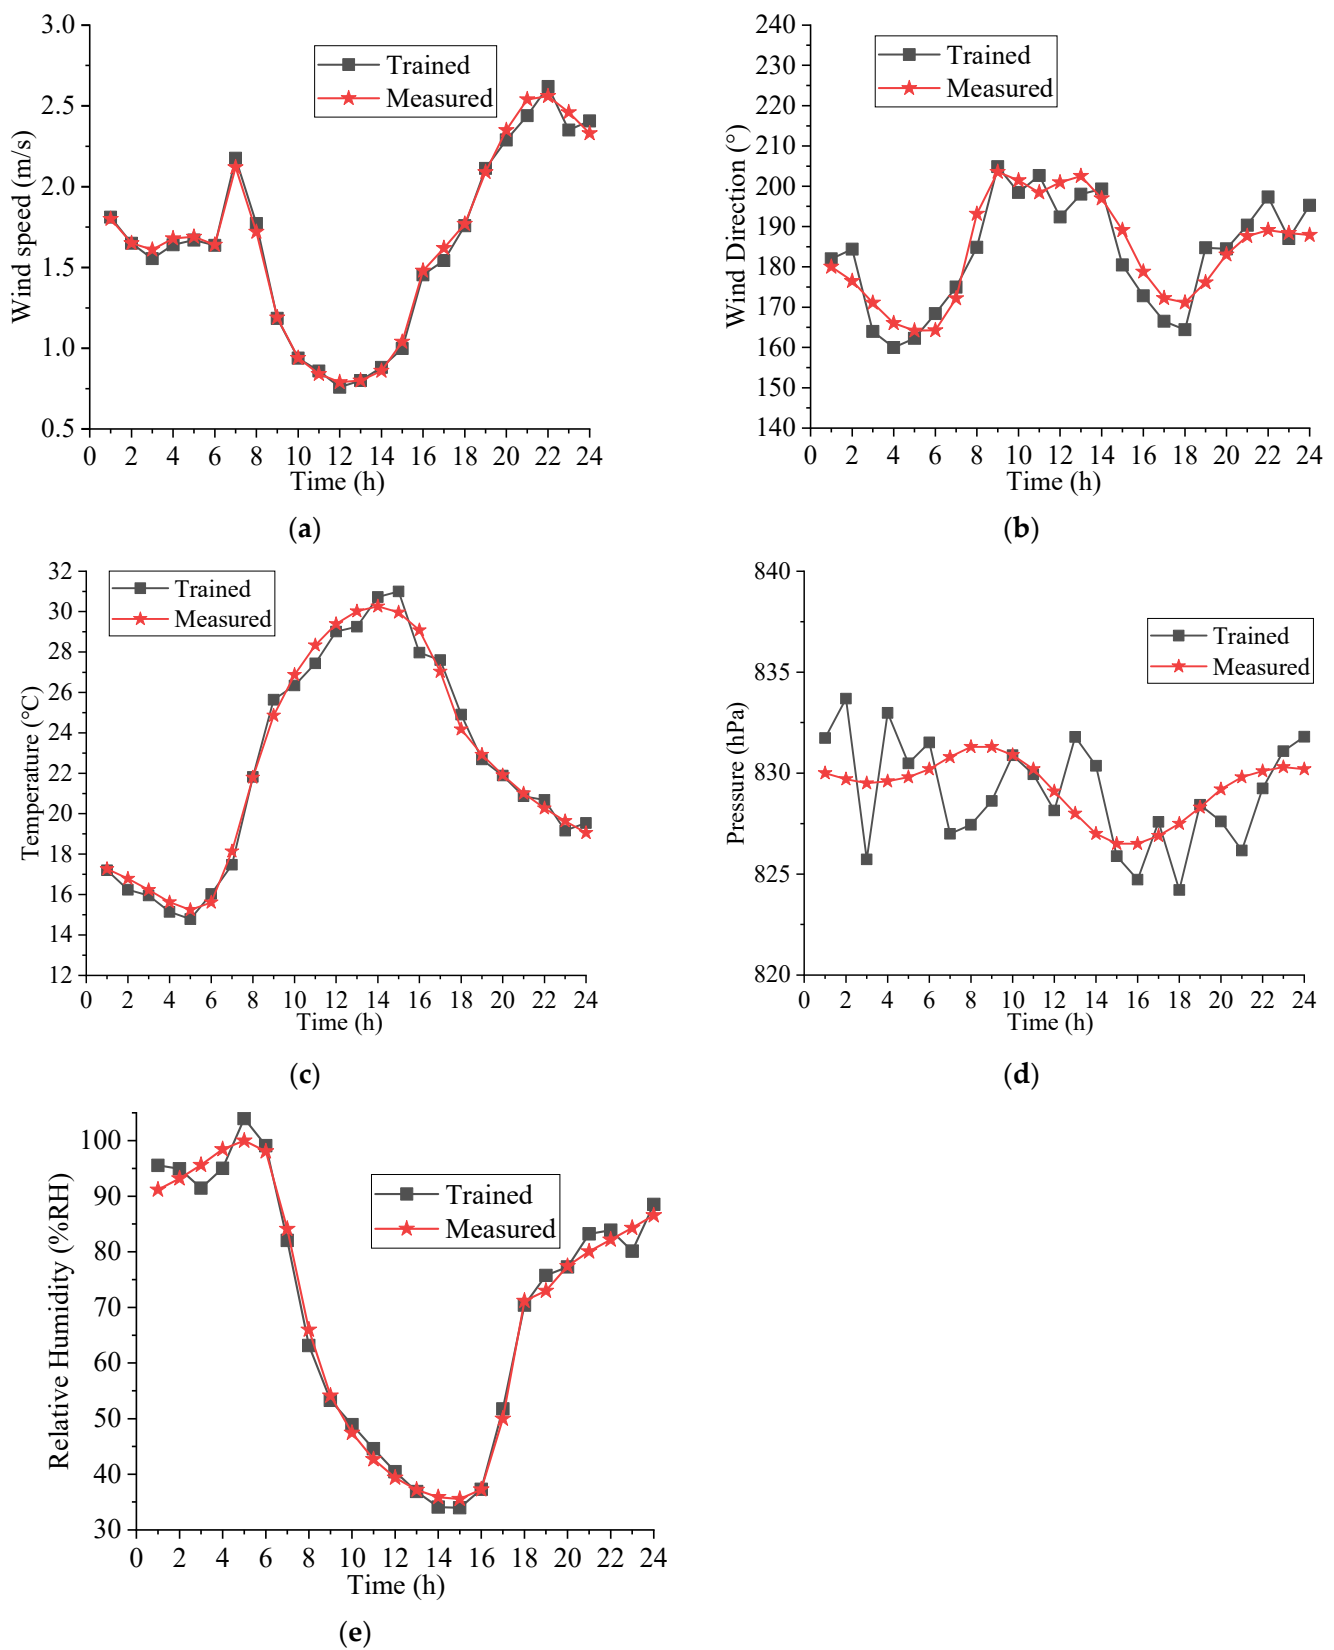 3.0
2.5
2.0
1.5
1.0
0.5
Wind speed (m/s)
Trained
Measured
0 2 4 6 8 10 12 14 16 18 20 22 24
Time (h)
(a)
240
230
220
210
200
190
180
170
160
150
140
Wind Direction (°)
Trained
Measured
0 2 4 6 8 10 12 14 16 18 20 22 24
Time (h)
(b)
32
30
28
26
24
22
20
18
16
14
12
Temperature (°C)
Trained
Measured
0 2 4 6 8 10 12 14 16 18 20 22 24
Time (h)
(c)
840
835
830
825
820
Pressure (hPa)
Trained
Measured
0 2 4 6 8 10 12 14 16 18 20 22 24
Time (h)
(d)
100
90
80
70
60
50
40
30
Relative Humidity (%RH)
Trained
Measured
0 2 4 6 8 10 12 14 16 18 20 22 24
Time (h)
(e)